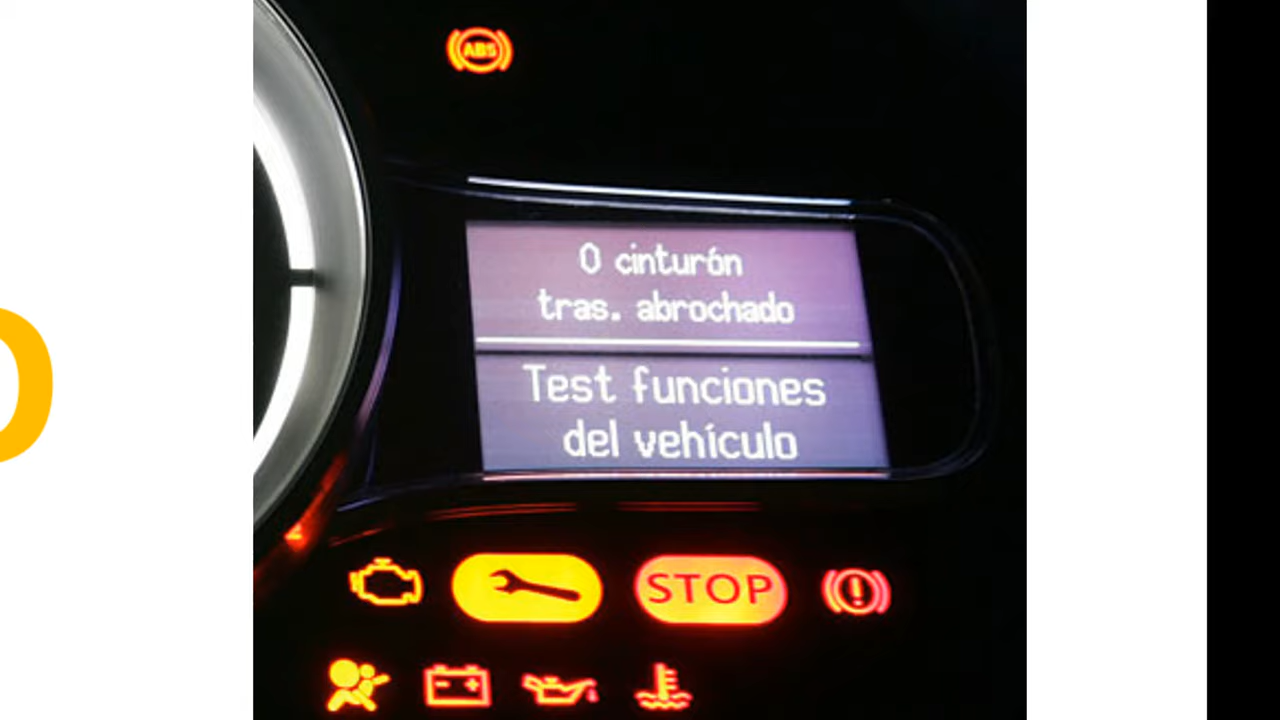 ABS
0 cinturón
tras. abrochado
Test funciones
del vehículo
STOP